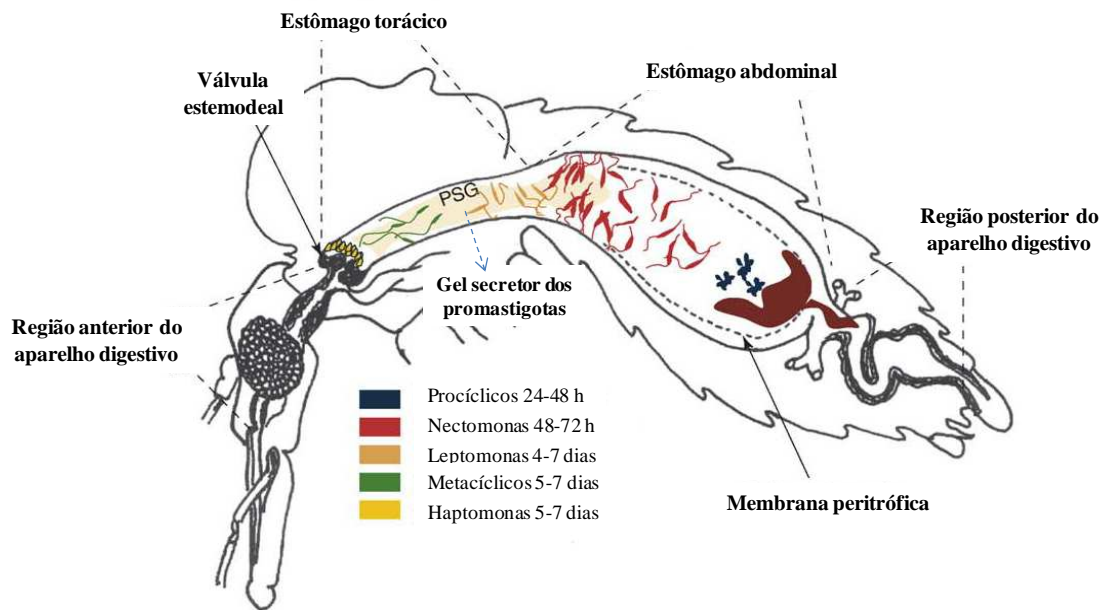 Estômago torácico
Válvula
estemodeal
Estômago abdominal
PSG
Região posterior do
aparelho digestivo
Gel secretor dos
promastigotas
Região anterior do
aparelho digestivo
Procíclicos 24-48 h
Nectomonas 48-72 h
Leptomonas 4-7 dias
Metacíclicos 5-7 dias
Haptomonas 5-7 dias
Membrana peritrófica